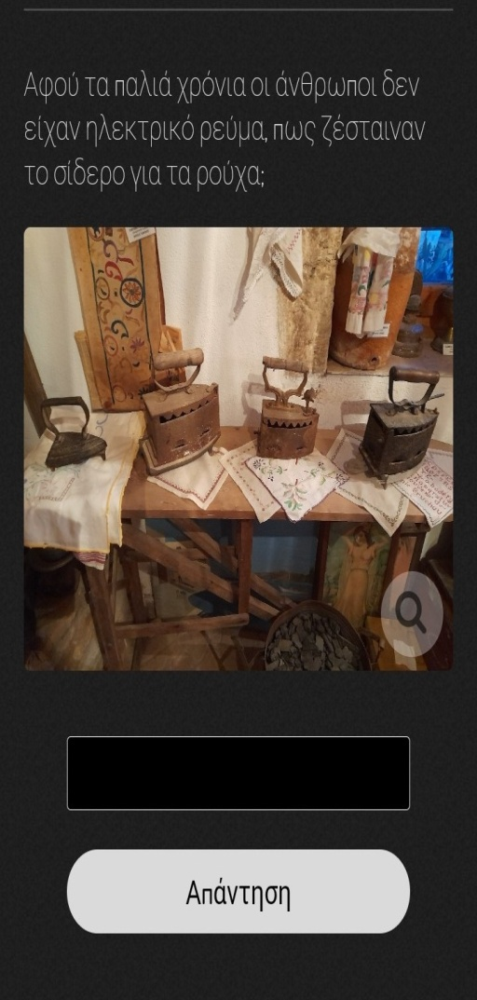 Αφού τα παλιά χρόνια οι άνθρωποι δεν
είχαν ηλεκτρικό ρεύμα, πως ζέσταιναν
το σίδερο για τα ρούχα;
Απάντηση